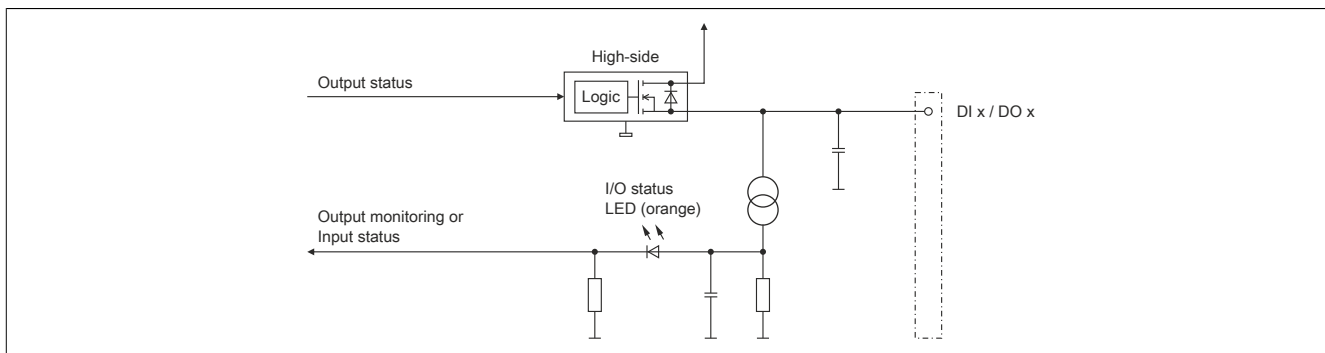 High-side
Output status
Logic
DI x / DO x
I/O status
LED (orange)
Output monitoring or
Input status